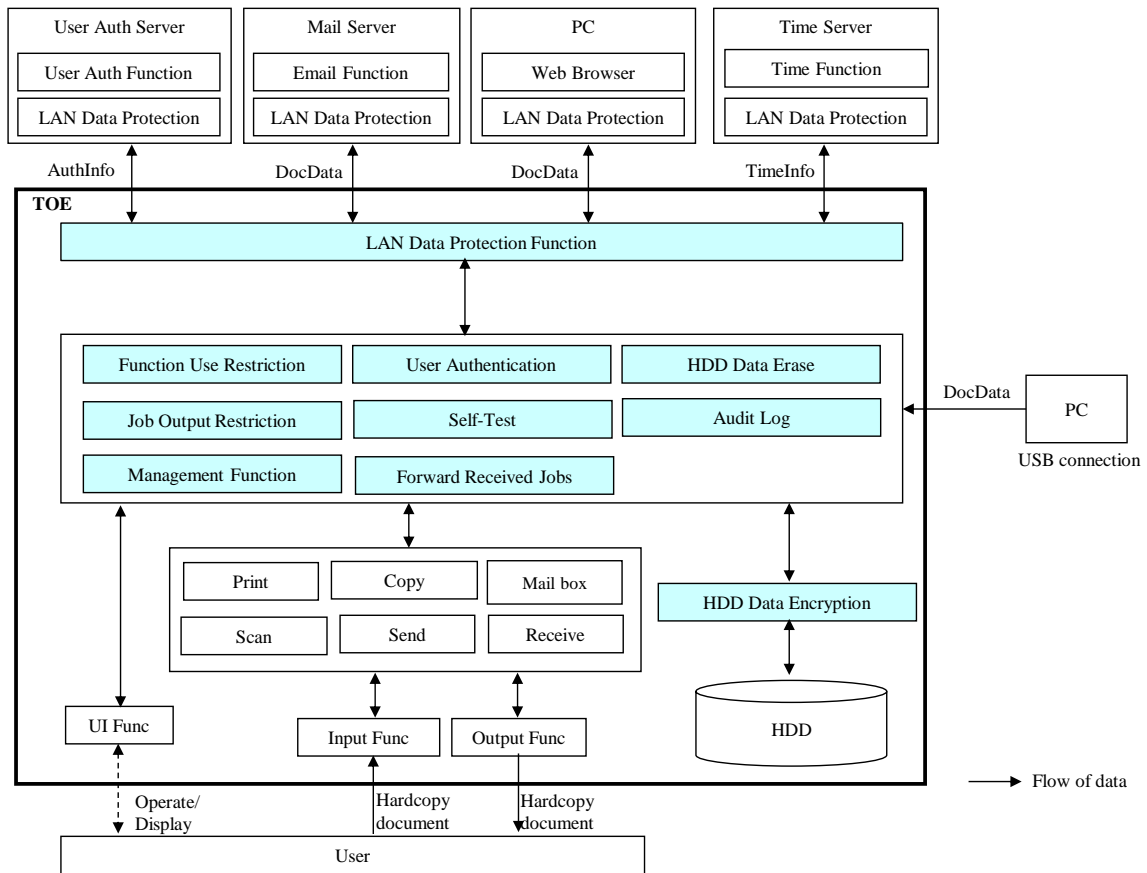 User Auth Server
User Auth Function
LAN Data Protection
Mail Server
Email Function
LAN Data Protection
PC
Web Browser
LAN Data Protection
Time Server
Time Function
LAN Data Protection
AuthInfo
DocData
DocData
TimeInfo
TOE
LAN Data Protection Function
Function Use Restriction
User Authentication
HDD Data Erase
Job Output Restriction
Self-Test
Audit Log
Management Function
Forward Received Jobs
DocData
PC
USB connection
Print
Copy
Mail box
Scan
Send
Receive
HDD Data Encryption
HDD
UI Func
Input Func
Output Func
Flow of data
Operate/
Display
Hardcopy
document
Hardcopy
document
User